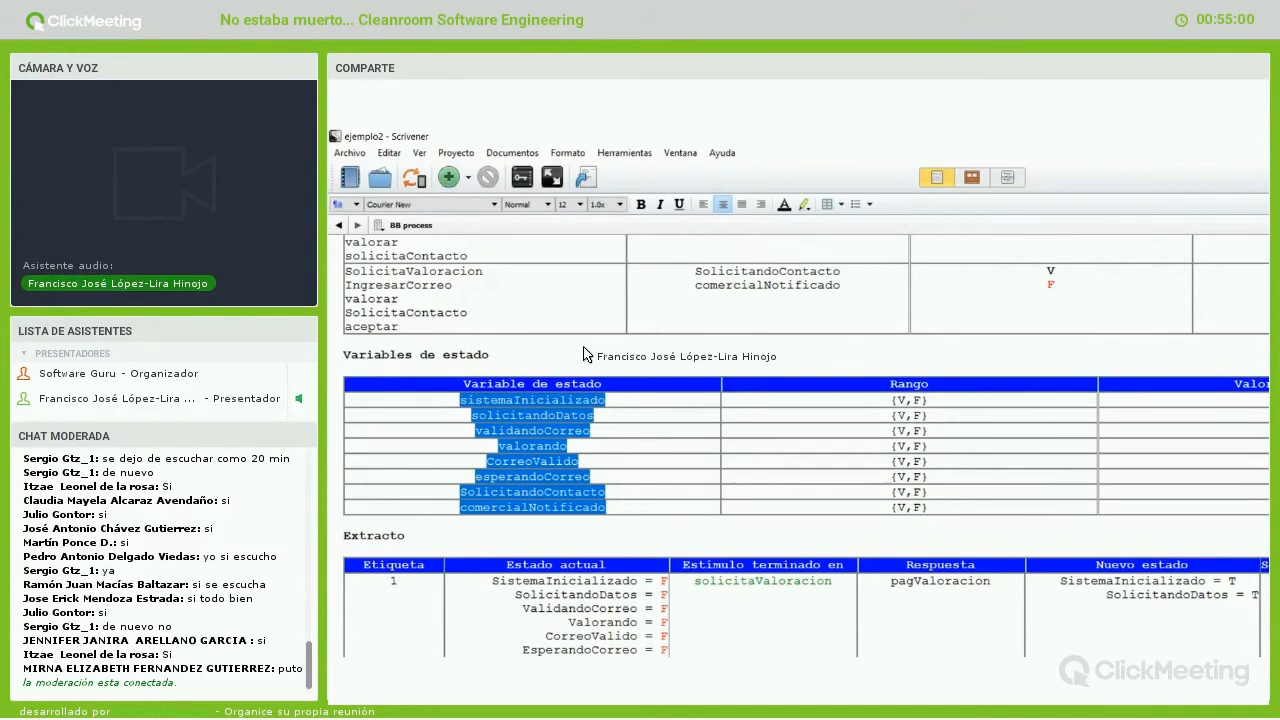 ClickMeeting
No estaba muerto... Cleanroom Software Engineering
00:55:00
CÁMARA Y VOZ
Asistente audio:
Francisco José López-Lira Hinojo
LISTA DE ASISTENTES
PRESENTADORES
Software Guru - Organizador
Francisco José López-Lira ... - Presentador
CHAT MODERADA
Sergio Gtz_1: se dejo de escuchar como 20 min
Sergio Gtz_1: de nuevo
Itzae Leonel de la rosa: Si
Claudia Mayela Alcaraz Avendaño: si
Julio Gontor: si
José Antonio Chávez Gutierrez: si
Martín Ponce D.: si
Pedro Antonio Delgado Viedas: yo si escucho
Sergio Gtz_1: ya
Ramón Juan Macías Baltazar: si se escucha
Jose Erick Mendoza Estrada: si todo bien
Julio Gontor: si
Sergio Gtz_1: de nuevo no
JENNIFER JANIRA ARELLANO GARCIA : si
Itzae Leonel de la rosa: Si
MIRNA ELIZABETH FERNANDEZ GUTIERREZ: puto
la moderación esta conectada.
desarrollado por - Organice su propia reunión
COMPARTE
ejemplo2 - Scrivener
Archivo Editar Ver Proyecto Documentos Formato Herramientas Ventana Ayuda
¶a Courier New Normal 12 1.0x B I U A
BB process
valorar
solicitaContacto
SolicitaValoracion SolicitandoContacto V
IngresarCorreo comercialNotificado F
valorar
SolicitaContacto
aceptar
Francisco José López-Lira Hinojo
Variables de estado
Variable de estado Rango Valor
sistemaInicializado {V,F}
solicitandoDatos {V,F}
validandoCorreo {V,F}
valorando {V,F}
CorreoValido {V,F}
esperandoCorreo {V,F}
SolicitandoContacto {V,F}
comercialNotificado {V,F}
Extracto
Etiqueta Estado actual Estímulo terminado en Respuesta Nuevo estado S
1 SistemaInicializado = F solicitaValoracion pagValoracion SistemaInicializado = T
SolicitandoDatos = F SolicitandoDatos = T
ValidandoCorreo = F
Valorando = F
CorreoValido = F
EsperandoCorreo = F
ClickMeeting